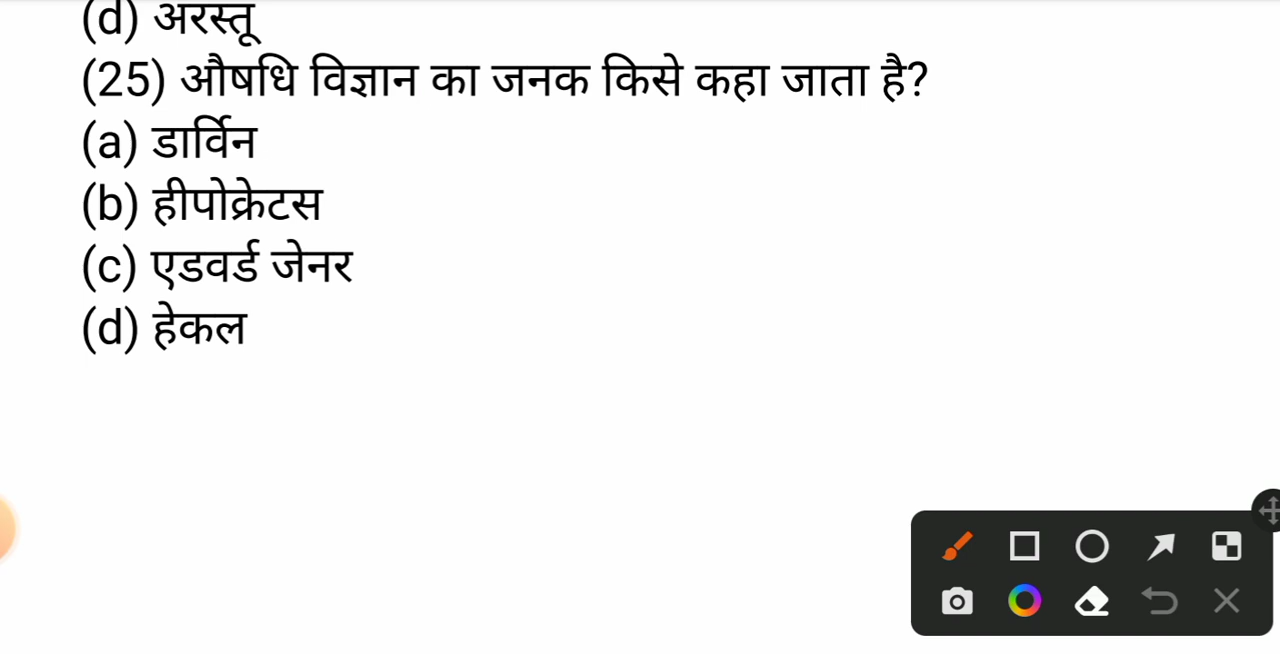 (d) अरस्तू
(25) औषधि विज्ञान का जनक किसे कहा जाता है?
(a) डार्विन
(b) हीपोक्रेटस
(c) एडवर्ड जेनर
(d) हेकल